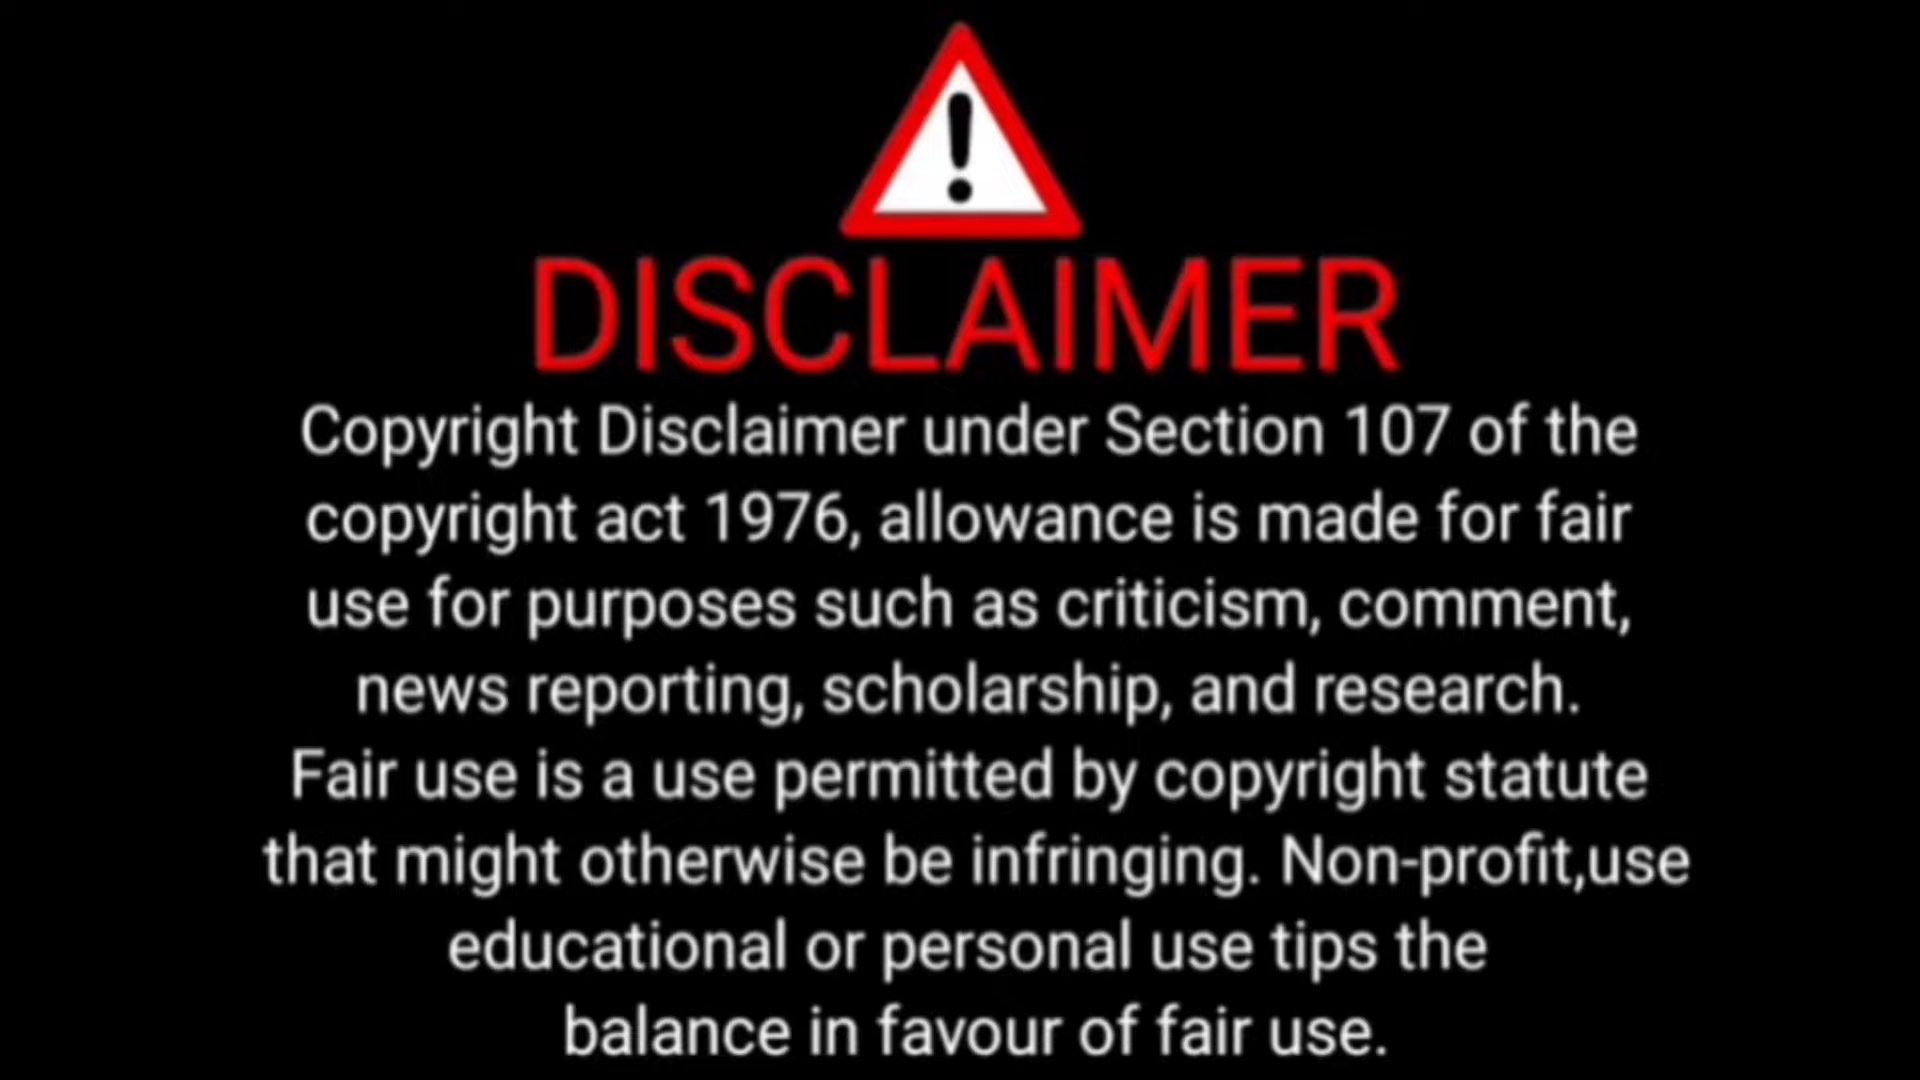 DISCLAIMER
Copyright Disclaimer under Section 107 of the
copyright act 1976, allowance is made for fair
use for purposes such as criticism, comment,
news reporting, scholarship, and research.
Fair use is a use permitted by copyright statute
that might otherwise be infringing. Non-profit,use
educational or personal use tips the
balance in favour of fair use.